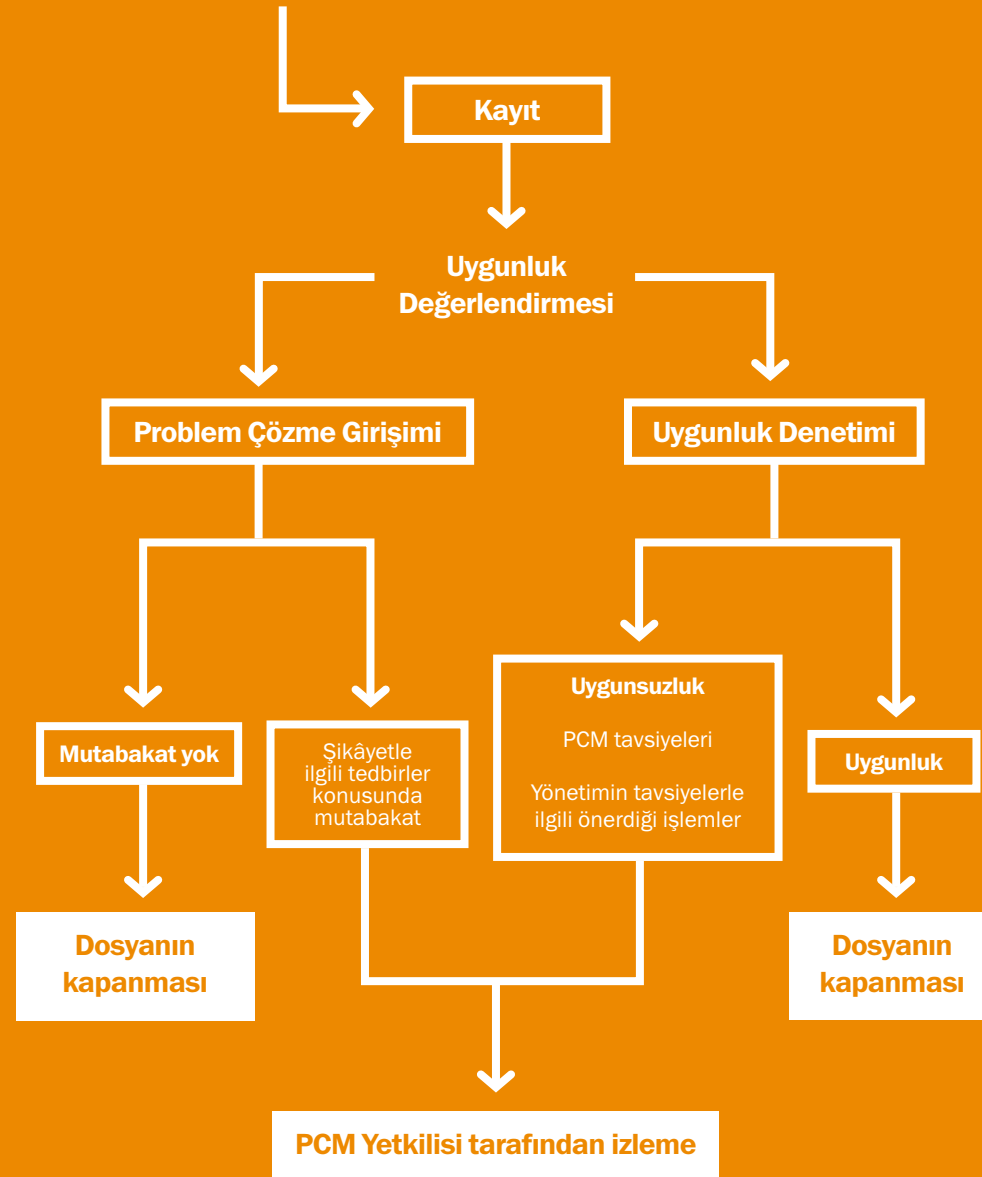 Kayıt
Uygunluk
Değerlendirmesi
Problem Çözme Girişimi
Uygunluk Denetimi
Mutabakat yok
Şikâyetle
ilgili tedbirler
konusunda
mutabakat
Uygunsuzluk
PCM tavsiyeleri
Yönetimin tavsiyelerle
ilgili önerdiği işlemler
Uygunluk
Dosyanın
kapanması
Dosyanın
kapanması
PCM Yetkilisi tarafından izleme